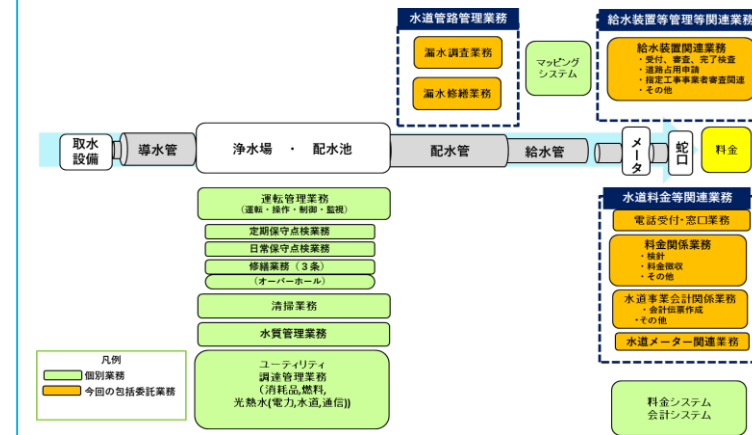 水道管路管理業務
漏水調査業務
漏水修繕業務
マッピング
システム
給水装置等管理等関連業務
給水装置関連業務
・受付、審査、完了検査
・道路占用申請
・指定工事事業者審査関連
・その他
取水
設備
導水管
浄水場 ・ 配水池
配水管
給水管
メータ
蛇口
料金
運転管理業務
(運転・操作・制御・監視)
定期保守点検業務
日常保守点検業務
修繕業務（３条）
(オーバーホール)
清掃業務
水質管理業務
ユーティリティ
調達管理業務
(消耗品,燃料,
光熱水(電力,水道,通信))
水道料金等関連業務
電話受付・窓口業務
料金関係業務
・検針
・料金徴収
・その他
水道事業会計関係業務
・会計伝票作成
・その他
水道メーター関連業務
料金システム
会計システム
凡例
個別業務
今回の包括委託業務